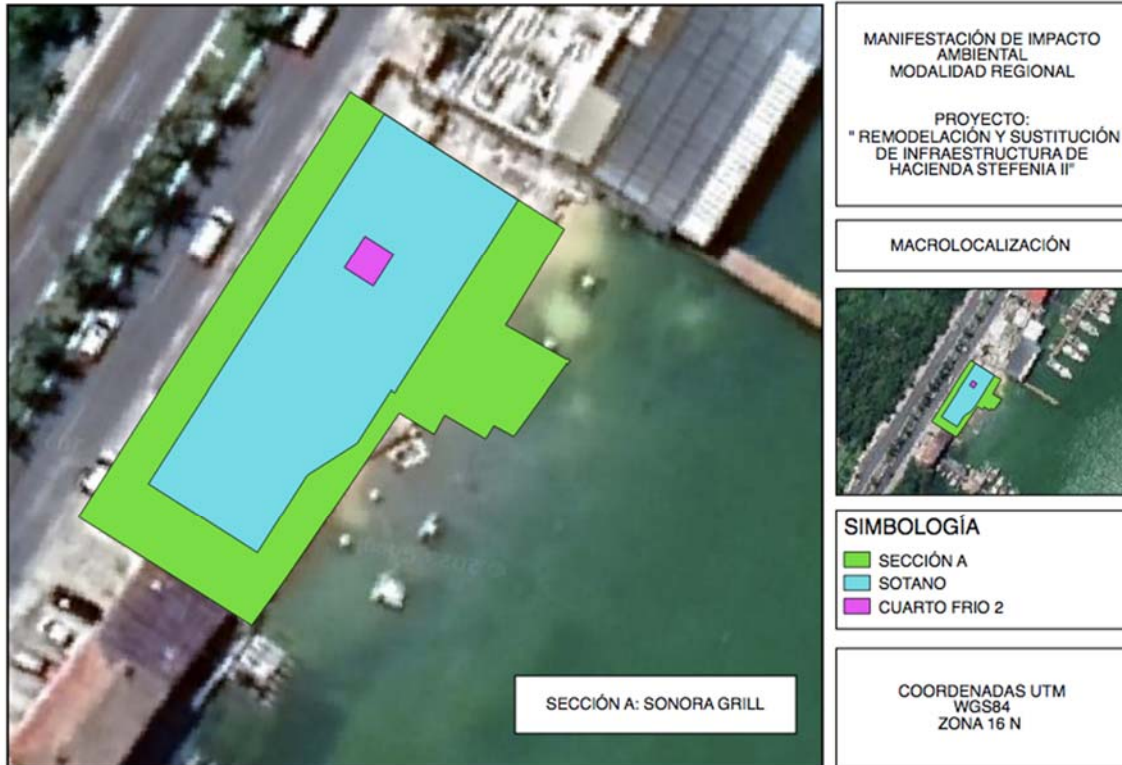 MANIFESTACIÓN DE IMPACTO
AMBIENTAL
MODALIDAD REGIONAL
PROYECTO:
" REMODELACIÓN Y SUSTITUCIÓN
DE INFRAESTRUCTURA DE
HACIENDA STEFENIA II"
MACROLOCALIZACIÓN
SIMBOLOGÍA
SECCIÓN A
SOTANO
CUARTO FRIO 2
SECCIÓN A: SONORA GRILL
COORDENADAS UTM
WGS84
ZONA 16 N